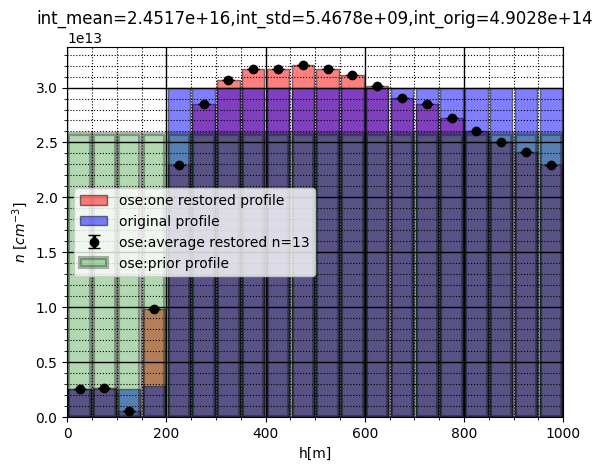 int_mean=2.4517e+16,int_std=5.4678e+09,int_orig=4.9028e+14
1e13
3.0
2.5
2.0
1.5
1.0
0.5
0.0
n [cm⁻³]
ose:one restored profile
original profile
ose:average restored n=13
ose:prior profile
0 200 400 600 800 1000
h[m]